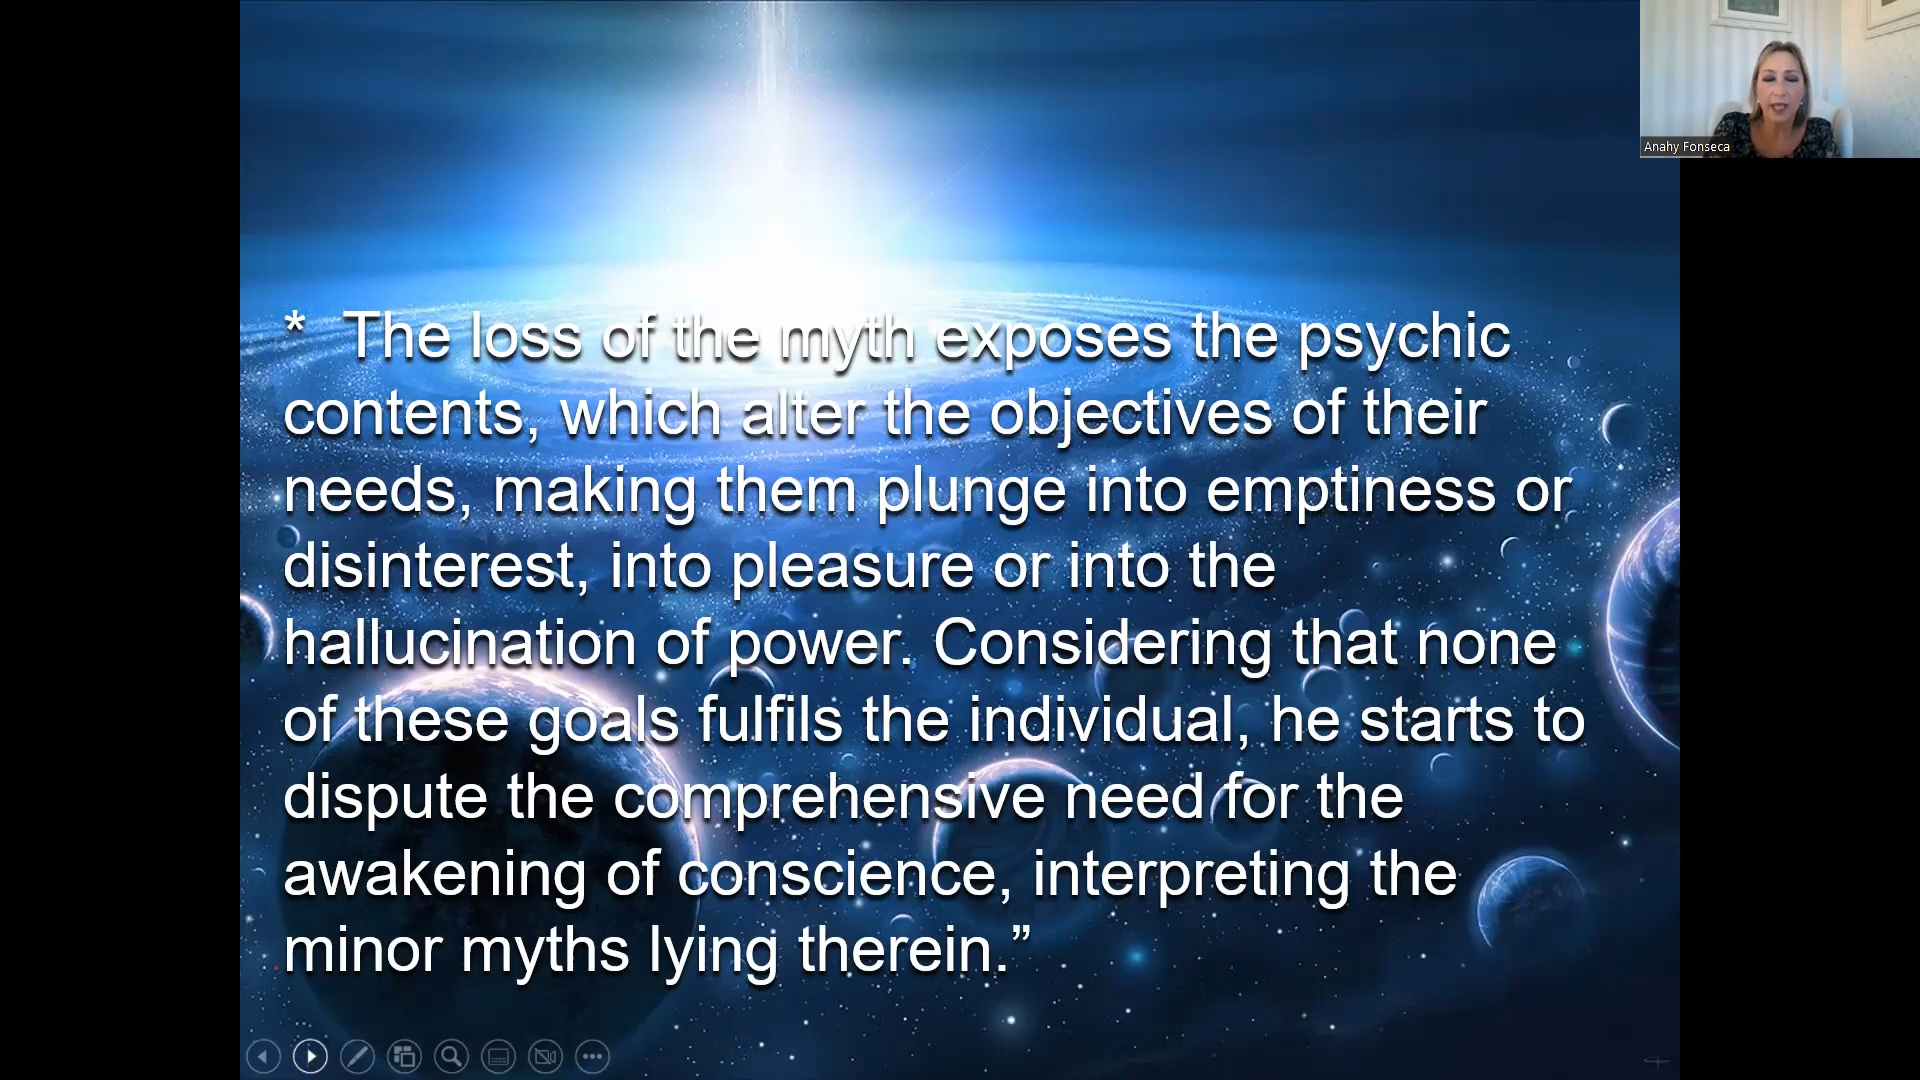 Anahy Fonseca
* The loss of the myth exposes the psychic
contents, which alter the objectives of their
needs, making them plunge into emptiness or
disinterest, into pleasure or into the
hallucination of power. Considering that none
of these goals fulfils the individual, he starts to
dispute the comprehensive need for the
awakening of conscience, interpreting the
minor myths lying therein.”